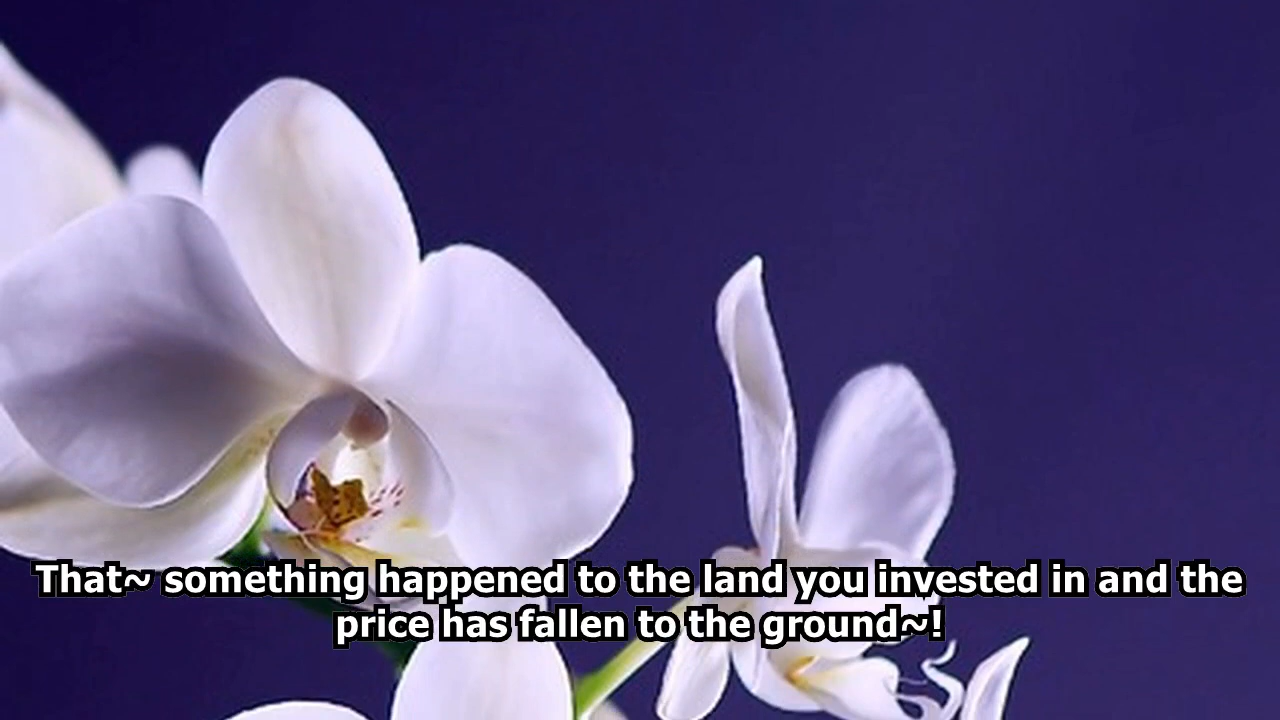 That~ something happened to the land you invested in and the
price has fallen to the ground~!